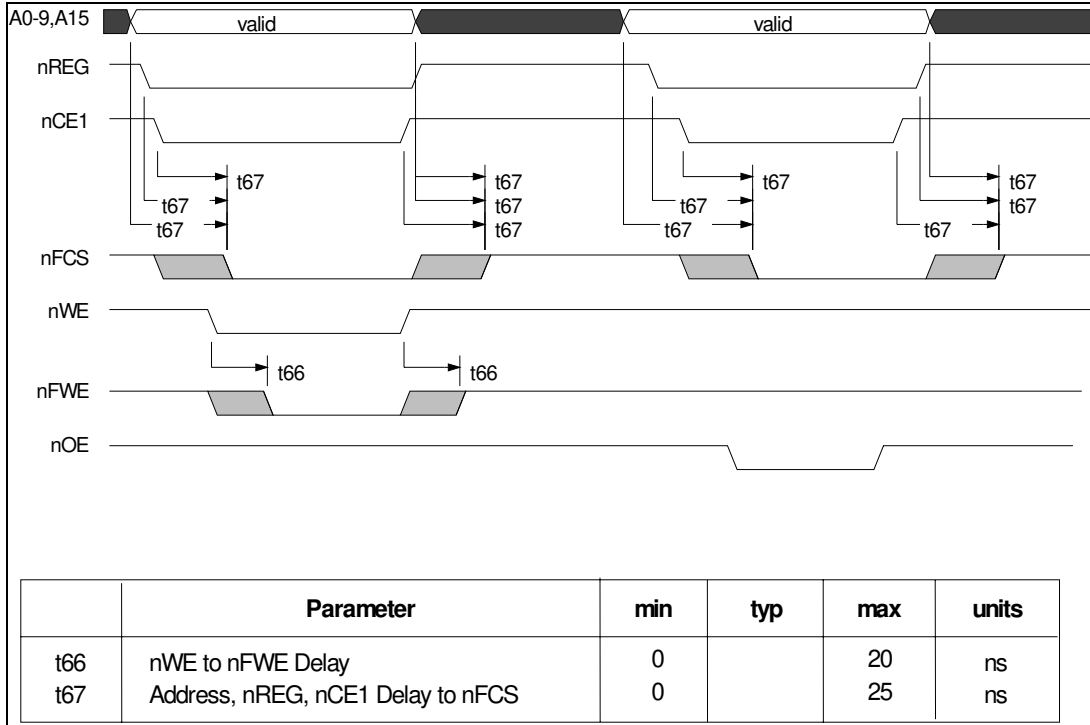 A0-9,A15 valid valid
nREG
nCE1
t67 t67 t67 t67
t67 t67 t67 t67
t67 t67 t67 t67
nFCS
nWE
t66 t66
nFWE
nOE
Parameter min typ max units
t66 nWE to nFWE Delay 0 20 ns
t67 Address, nREG, nCE1 Delay to nFCS 0 25 ns